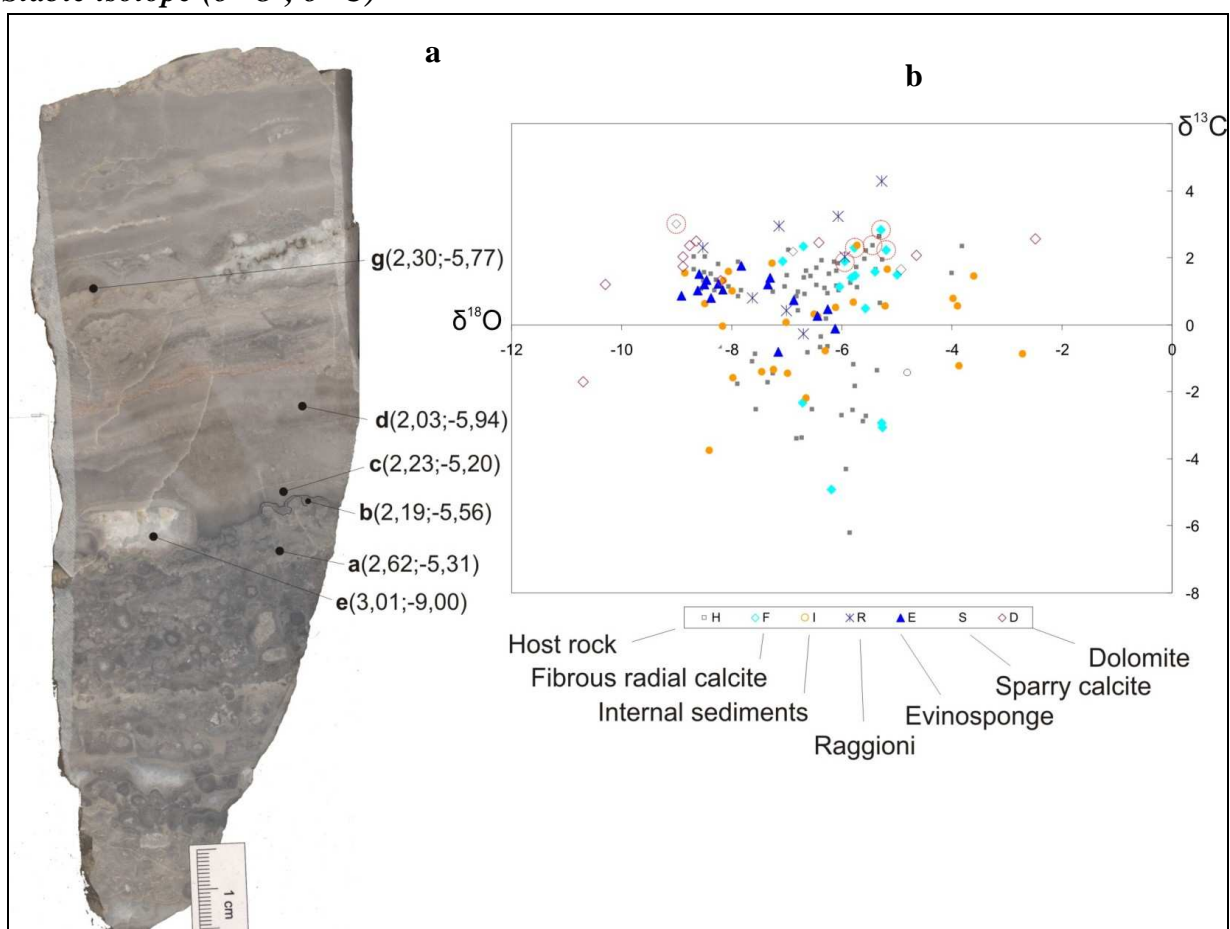 Stable isotope (δ¹⁸O ; δ¹³C)
a
b
g(2,30;-5,77)
d(2,03;-5,94)
c(2,23;-5,20)
b(2,19;-5,56)
a(2,62;-5,31)
e(3,01;-9,00)
1 cm
δ¹³C
δ¹⁸O
4
2
0
-2
-4
-6
-8
-12
-10
-8
-6
-4
-2
0
H F I R E S D
Host rock
Fibrous radial calcite
Internal sediments
Raggioni
Evinosponge
Sparry calcite
Dolomite